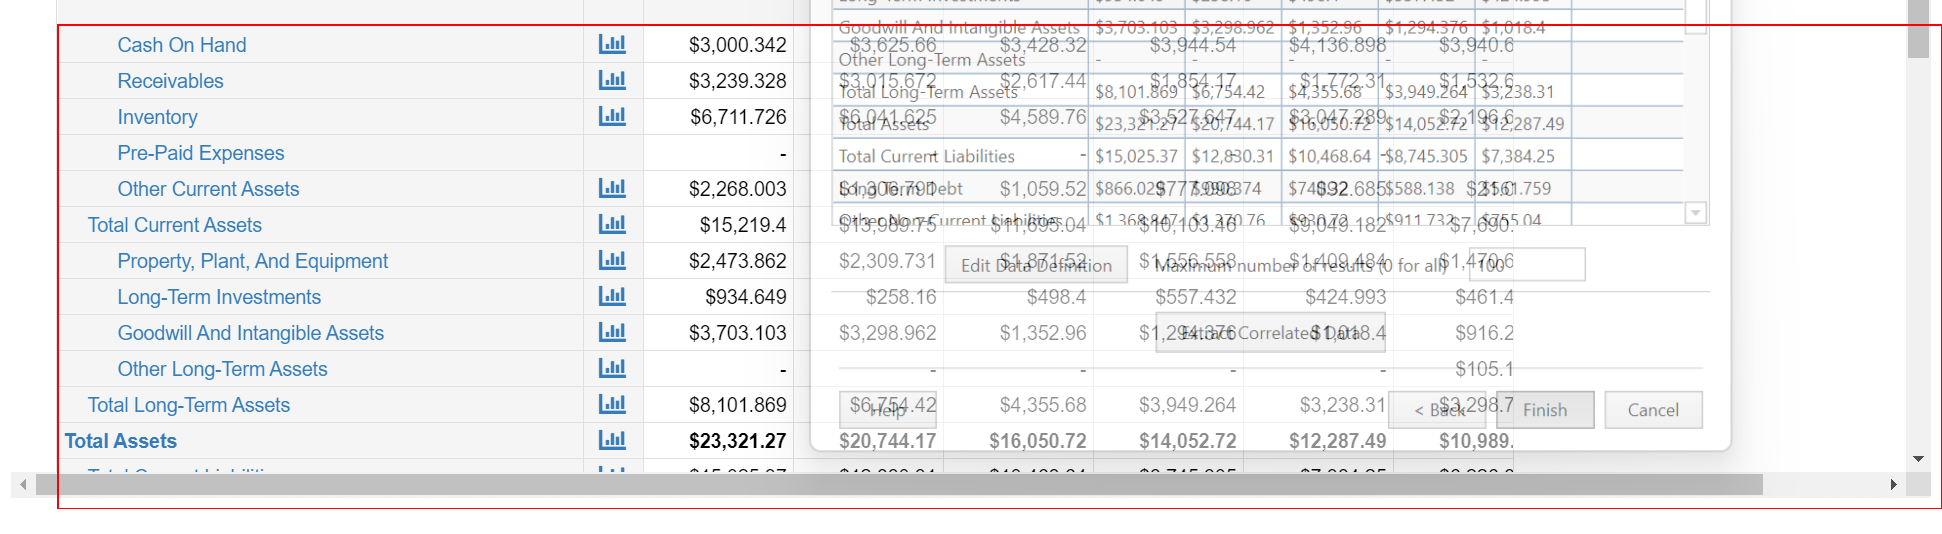 Goodwill And Intangible Assets $3,703.103 $3,298.962 $1,352.96 $1,294.376 $1,018.4
Cash On Hand $3,000.342 $3,625.66 $3,428.32 $3,944.54 $4,136.898 $3,940.6
Other Long-Term Assets - - - - -
Receivables $3,239.328 $3,015.672 $2,617.44 $1,854.17 $1,772.31 $1,532.6
Total Long-Term Assets $8,101.869 $6,754.42 $4,355.68 $3,949.264 $3,238.31
Inventory $6,711.726 $6,041.625 $4,589.76 $3,527.647 $3,047.289 $2,196.6
Total Assets $23,321.27 $20,744.17 $16,050.72 $14,052.72 $12,287.49
Pre-Paid Expenses - - - - -
Total Current Liabilities $15,025.37 $12,830.31 $10,468.64 $8,745.305 $7,384.25
Other Current Assets $2,268.003 $1,306.791 $1,059.52 $777.098 $92.685
Long Term Debt $588.138 $561.759
Total Current Assets $15,219.4 $13,989.75 $11,695.04 $10,103.46 $9,049.182 $7,690.
Other Non-Current Liabilities $1,368.847 $1,370.76 $930.72 $911.732 $755.04
Property, Plant, And Equipment $2,473.862 $2,309.731 $1,871.52 $1,556.558 $1,409.484 $1,470.6
Edit Data Definition Maximum number of results (0 for all) 100
Long-Term Investments $934.649 $258.16 $498.4 $557.432 $424.993 $461.4
Goodwill And Intangible Assets $3,703.103 $3,298.962 $1,352.96 $1,294.376 $1,018.4 $916.2
Extract Correlated Data
Other Long-Term Assets - - - - - $105.1
Total Long-Term Assets $8,101.869 $6,754.42 $4,355.68 $3,949.264 $3,238.31 $3,298.7
Help < Back Finish Cancel
Total Assets $23,321.27 $20,744.17 $16,050.72 $14,052.72 $12,287.49 $10,989.